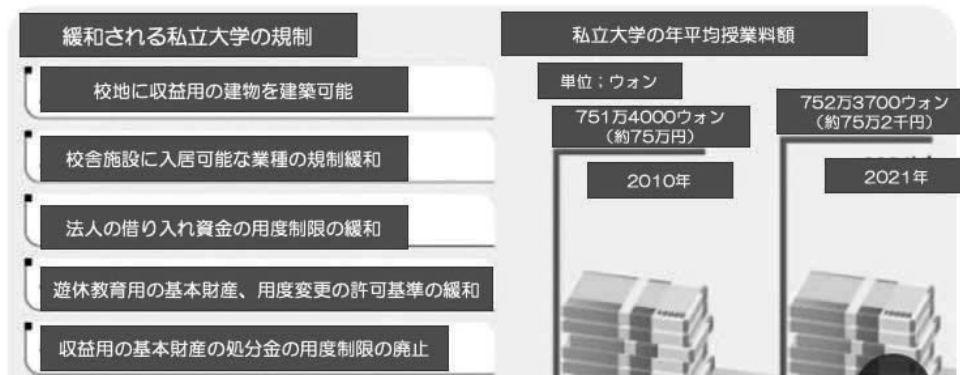 緩和される私立大学の規制
校地に収益用の建物を建築可能
校舎施設に入居可能な業種の規制緩和
法人の借り入れ資金の用度制限の緩和
遊休教育用の基本財産、用度変更の許可基準の緩和
収益用の基本財産の処分金の用度制限の廃止
私立大学の年平均授業料額
単位；ウォン
751万4000ウォン
（約75万円）
2010年
752万3700ウォン
（約75万2千円）
2021年